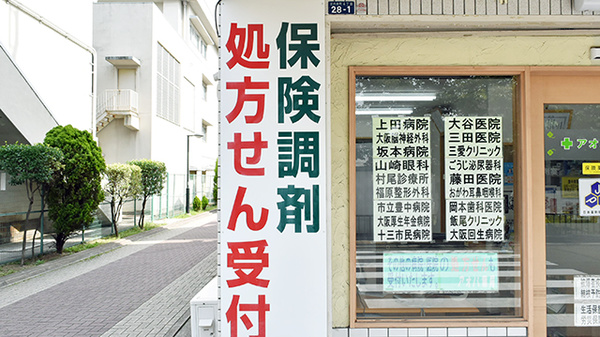 28-1
保険調剤
処方せん受付
上田病院
大阪脳神経外科
坂本病院
山崎眼科
村尾診療所
福原整形外科
市立豊中病院
大阪厚生年金病院
十三市民病院
大谷医院
三田医院
三愛クリニック
ごうじ泌尿器科
藤田医院
おがわ耳鼻咽喉科
岡本歯科医院
飯尾クリニック
大阪回生病院
アオ
生活保